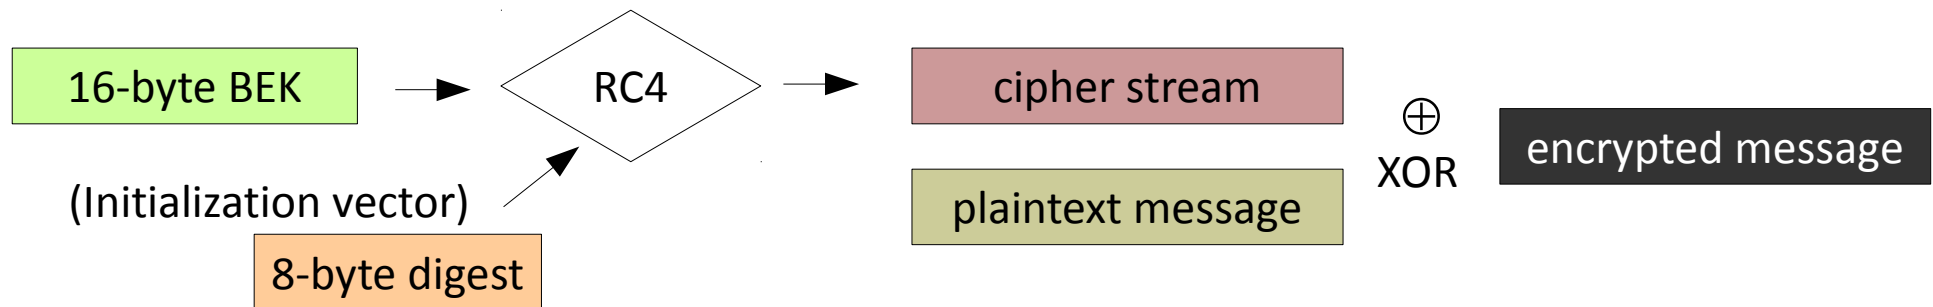 16-byte BEK
RC4
cipher stream
⊕
XOR
encrypted message
(Initialization vector)
plaintext message
8-byte digest